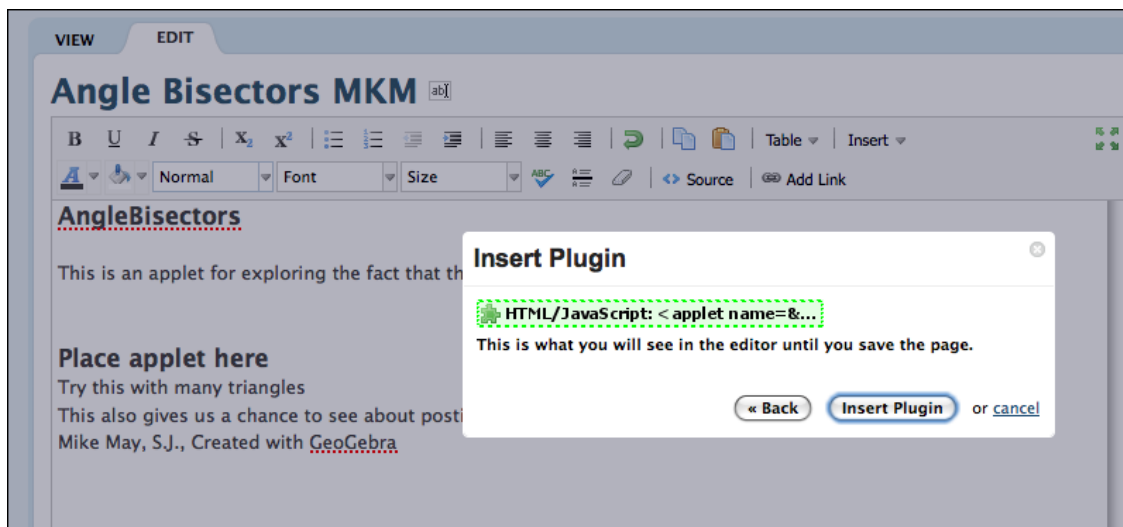 VIEW EDIT
Angle Bisectors MKM abI
B U I S X₂ x² Table Insert
A Normal Font Size ABC Source Add Link
AngleBisectors
This is an applet for exploring the fact that th
Insert Plugin
HTML/JavaScript: < applet name=&...
This is what you will see in the editor until you save the page.
Place applet here
Try this with many triangles
This also gives us a chance to see about posti
« Back Insert Plugin or cancel
Mike May, S.J., Created with GeoGebra